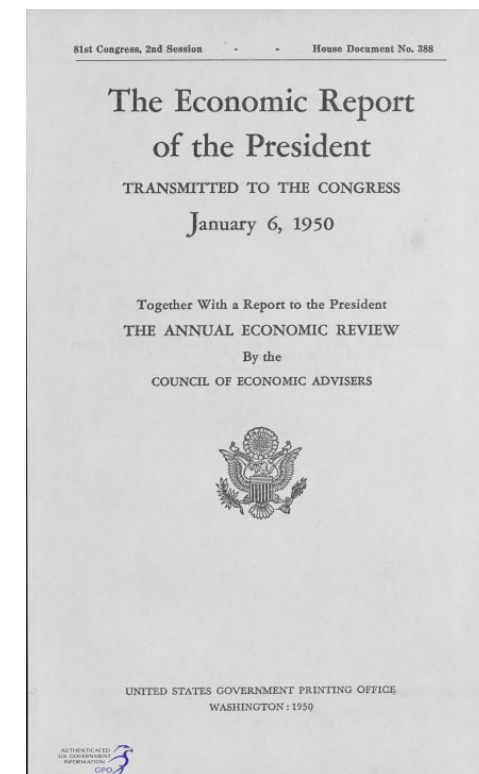 81st Congress, 2nd Session - - House Document No. 388
The Economic Report
of the President
TRANSMITTED TO THE CONGRESS
January 6, 1950
Together With a Report to the President
THE ANNUAL ECONOMIC REVIEW
By the
COUNCIL OF ECONOMIC ADVISERS
UNITED STATES GOVERNMENT PRINTING OFFICE
WASHINGTON : 1950
AUTHENTICATED
U.S. GOVERNMENT
INFORMATION
GPO